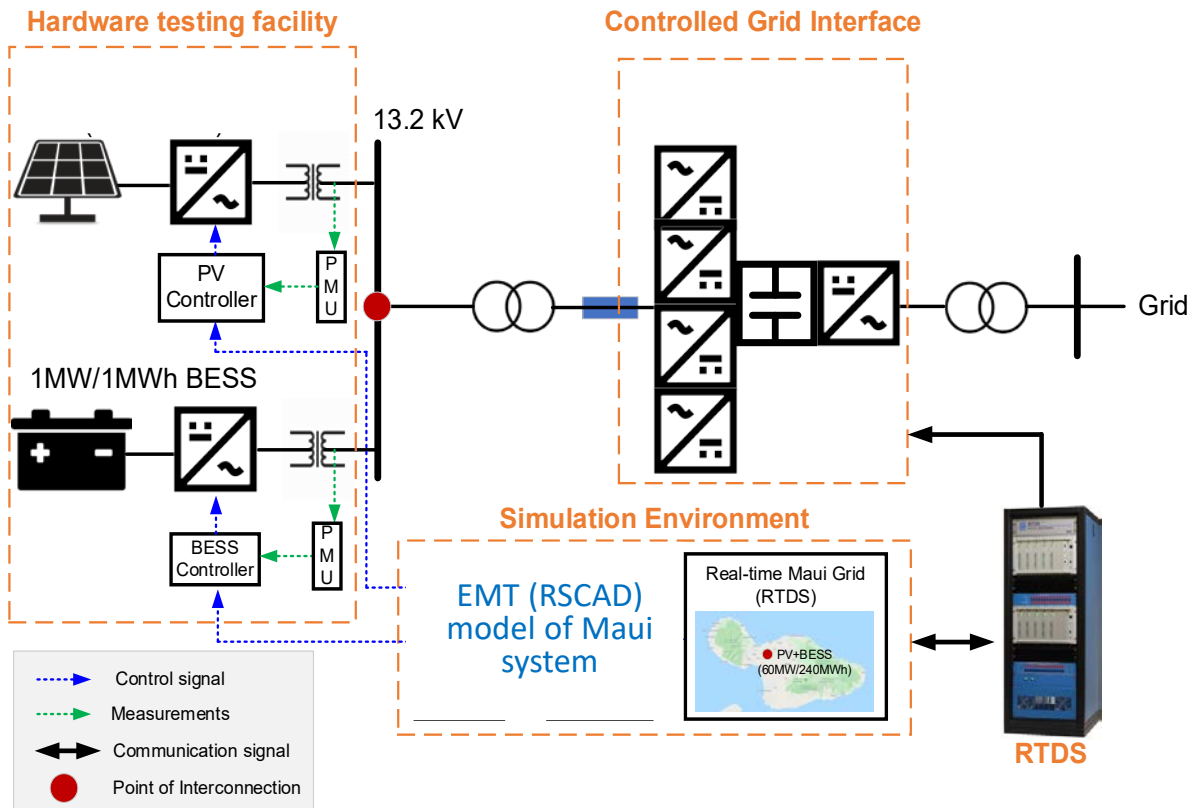 Hardware testing facility
Controlled Grid Interface
13.2 kV
PV
Controller
P
M
U
Grid
1MW/1MWh BESS
BESS
Controller
P
M
U
Simulation Environment
EMT (RSCAD)
model of Maui
system
Real-time Maui Grid
(RTDS)
PV+BESS
(60MW/240MWh)
RTDS
Control signal
Measurements
Communication signal
Point of Interconnection